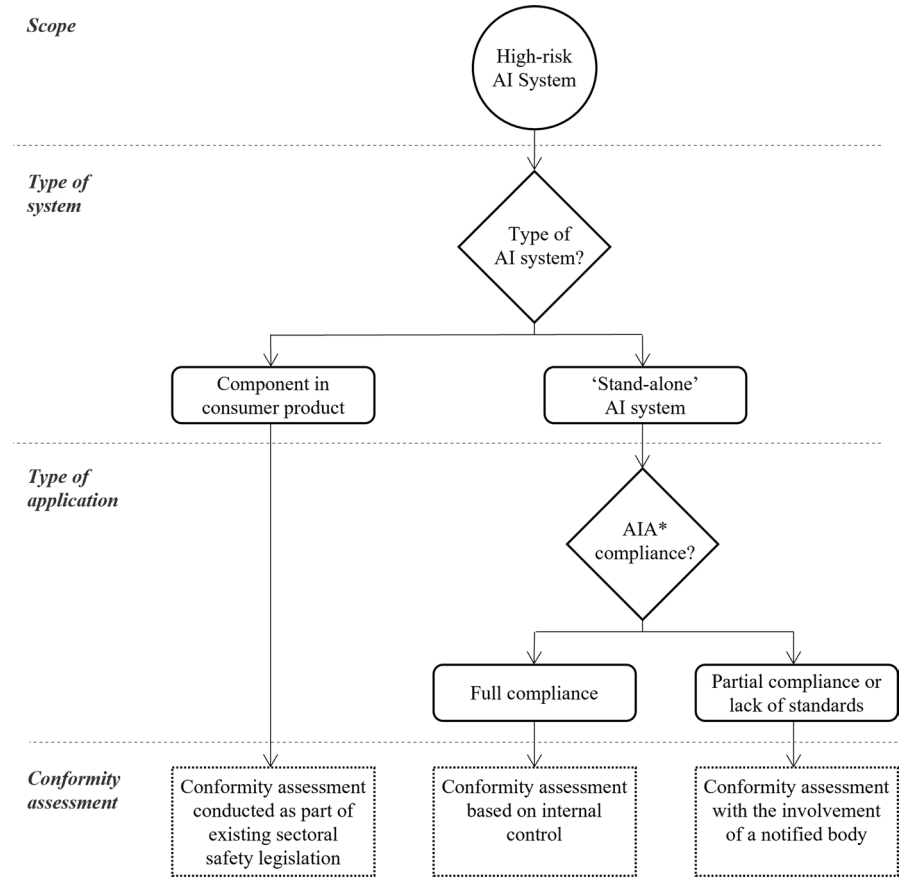 Scope
High-risk
AI System
Type of
system
Type of
AI system?
Component in
consumer product
‘Stand-alone’
AI system
Type of
application
AIA*
compliance?
Full compliance
Partial compliance or
lack of standards
Conformity
assessment
Conformity assessment
conducted as part of
existing sectoral
safety legislation
Conformity assessment
based on internal
control
Conformity assessment
with the involvement
of a notified body